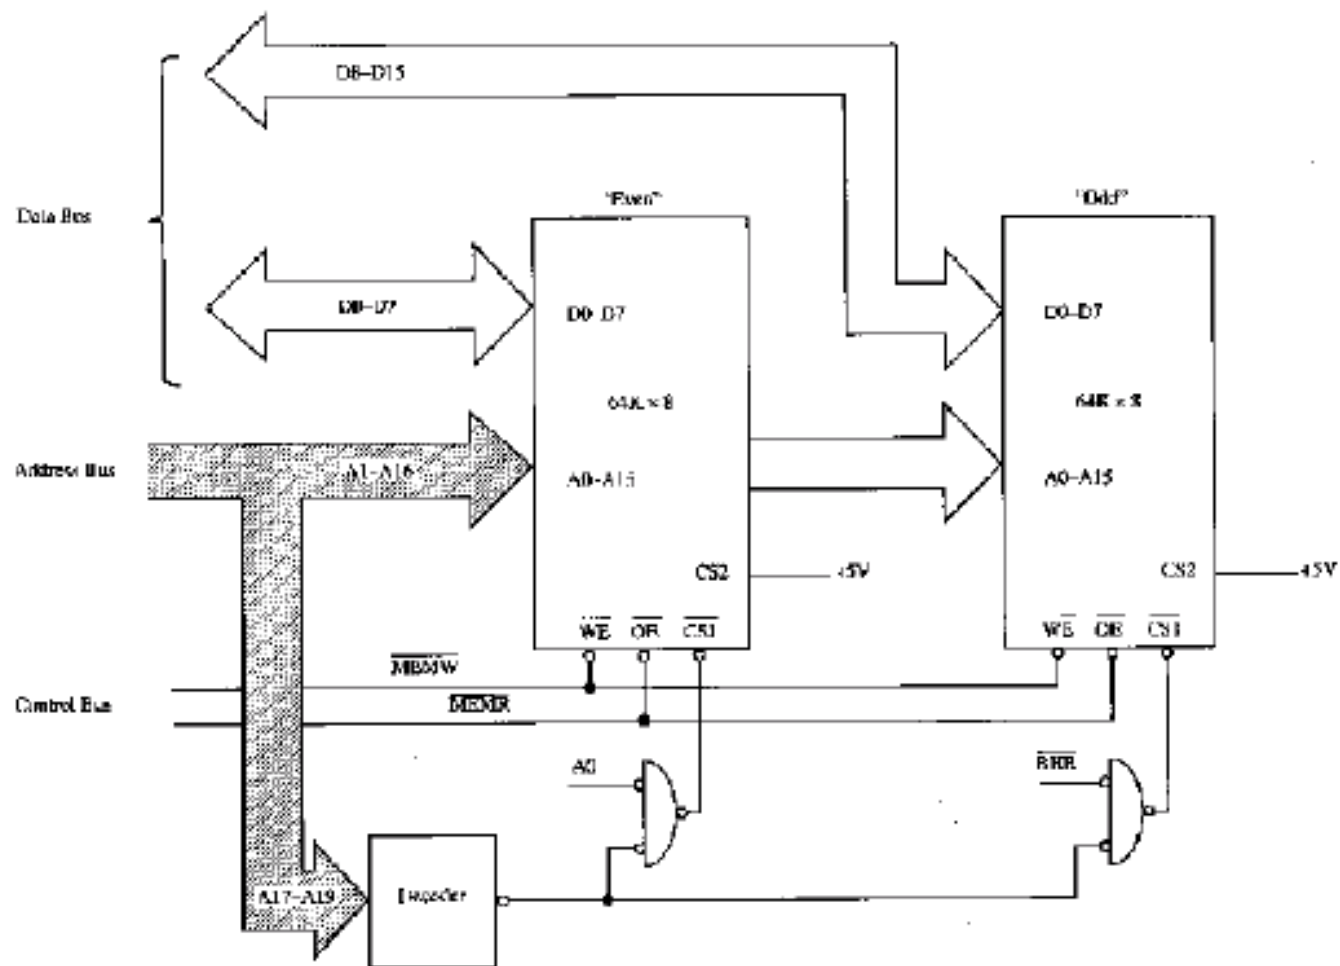 D8–D15
"Even"
"Odd"
Data Bus
D0–D7
D0–D7
D0–D7
64K × 8
64K × 8
Address Bus
A1–A16
A0–A15
A0–A15
CS2
+5V
CS2
+5V
WE OE CS1
WE OE CS1
MEMW
Control Bus
MEMR
A0
BHE
A17–A19